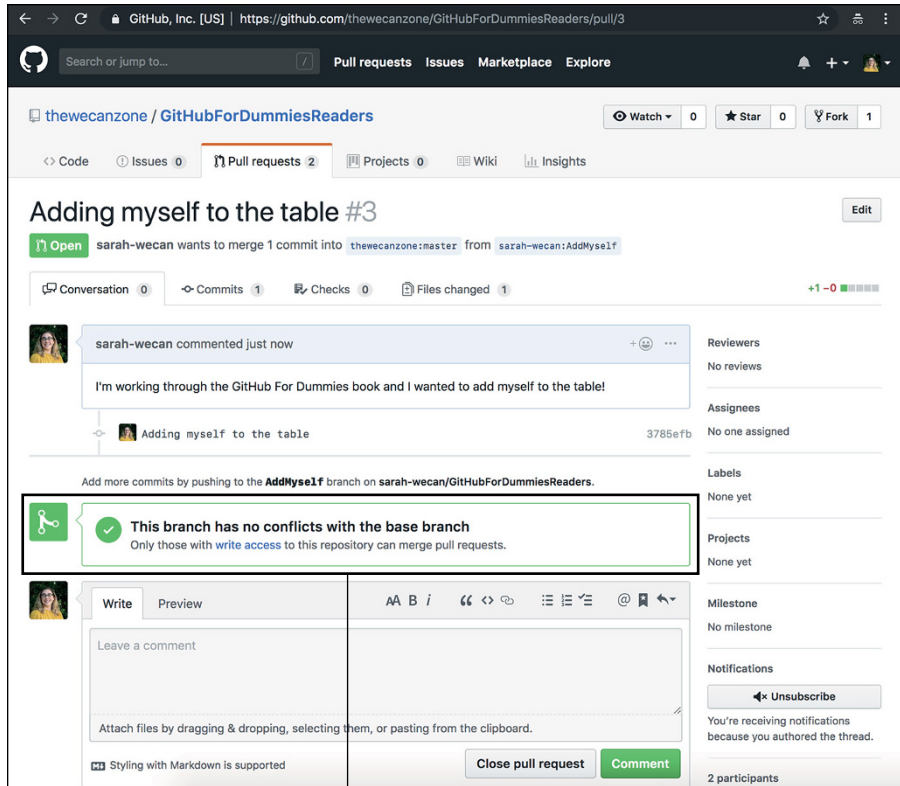 GitHub, Inc. [US] | https://github.com/thewecanzone/GitHubForDummiesReaders/pull/3
Search or jump to... / Pull requests Issues Marketplace Explore
thewecanzone / GitHubForDummiesReaders Watch 0 Star 0 Fork 1
Code Issues 0 Pull requests 2 Projects 0 Wiki Insights
Adding myself to the table #3 Edit
Open sarah-wecan wants to merge 1 commit into thewecanzone:master from sarah-wecan:AddMyself
Conversation 0 Commits 1 Checks 0 Files changed 1 +1 −0
sarah-wecan commented just now
I'm working through the GitHub For Dummies book and I wanted to add myself to the table!
Adding myself to the table 3785efb
Add more commits by pushing to the AddMyself branch on sarah-wecan/GitHubForDummiesReaders.
This branch has no conflicts with the base branch
Only those with write access to this repository can merge pull requests.
Write Preview AA B i
Leave a comment
Attach files by dragging & dropping, selecting them, or pasting from the clipboard.
Styling with Markdown is supported Close pull request Comment
Reviewers
No reviews
Assignees
No one assigned
Labels
None yet
Projects
None yet
Milestone
No milestone
Notifications
Unsubscribe
You're receiving notifications
because you authored the thread.
2 participants